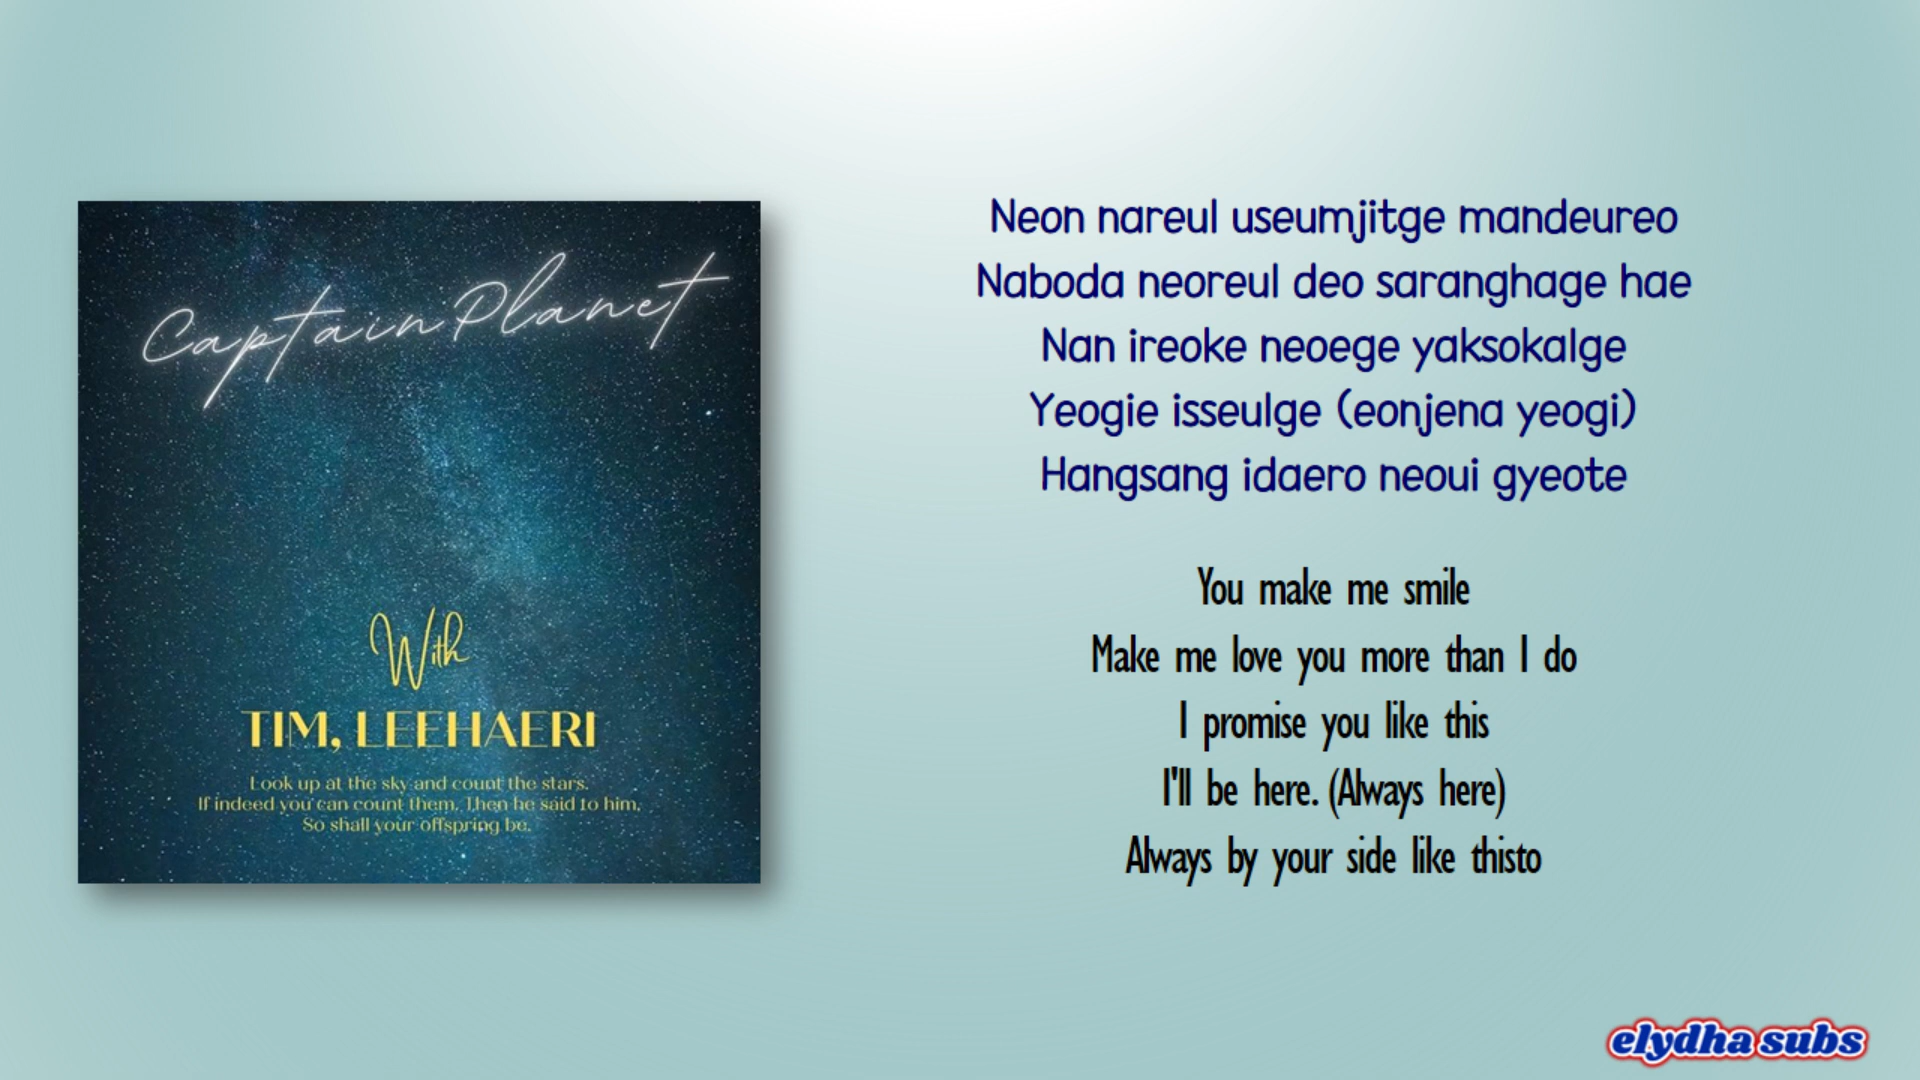 Captain Planet
With
TIM, LEEHAERI
Look up at the sky and count the stars.
If indeed you can count them. Then he said to him,
So shall your offspring be.
Neon nareul useumjitge mandeureo
Naboda neoreul deo saranghage hae
Nan ireoke neoege yaksokalge
Yeogie isseulge (eonjena yeogi)
Hangsang idaero neoui gyeote
You make me smile
Make me love you more than I do
I promise you like this
I'll be here. (Always here)
Always by your side like thisto
elydha subs